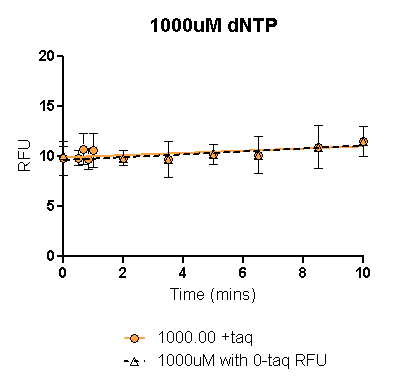 1000uM dNTP
20
15
10
5
0
RFU
0 2 4 6 8 10
Time (mins)
1000.00 +taq
1000uM with 0-taq RFU